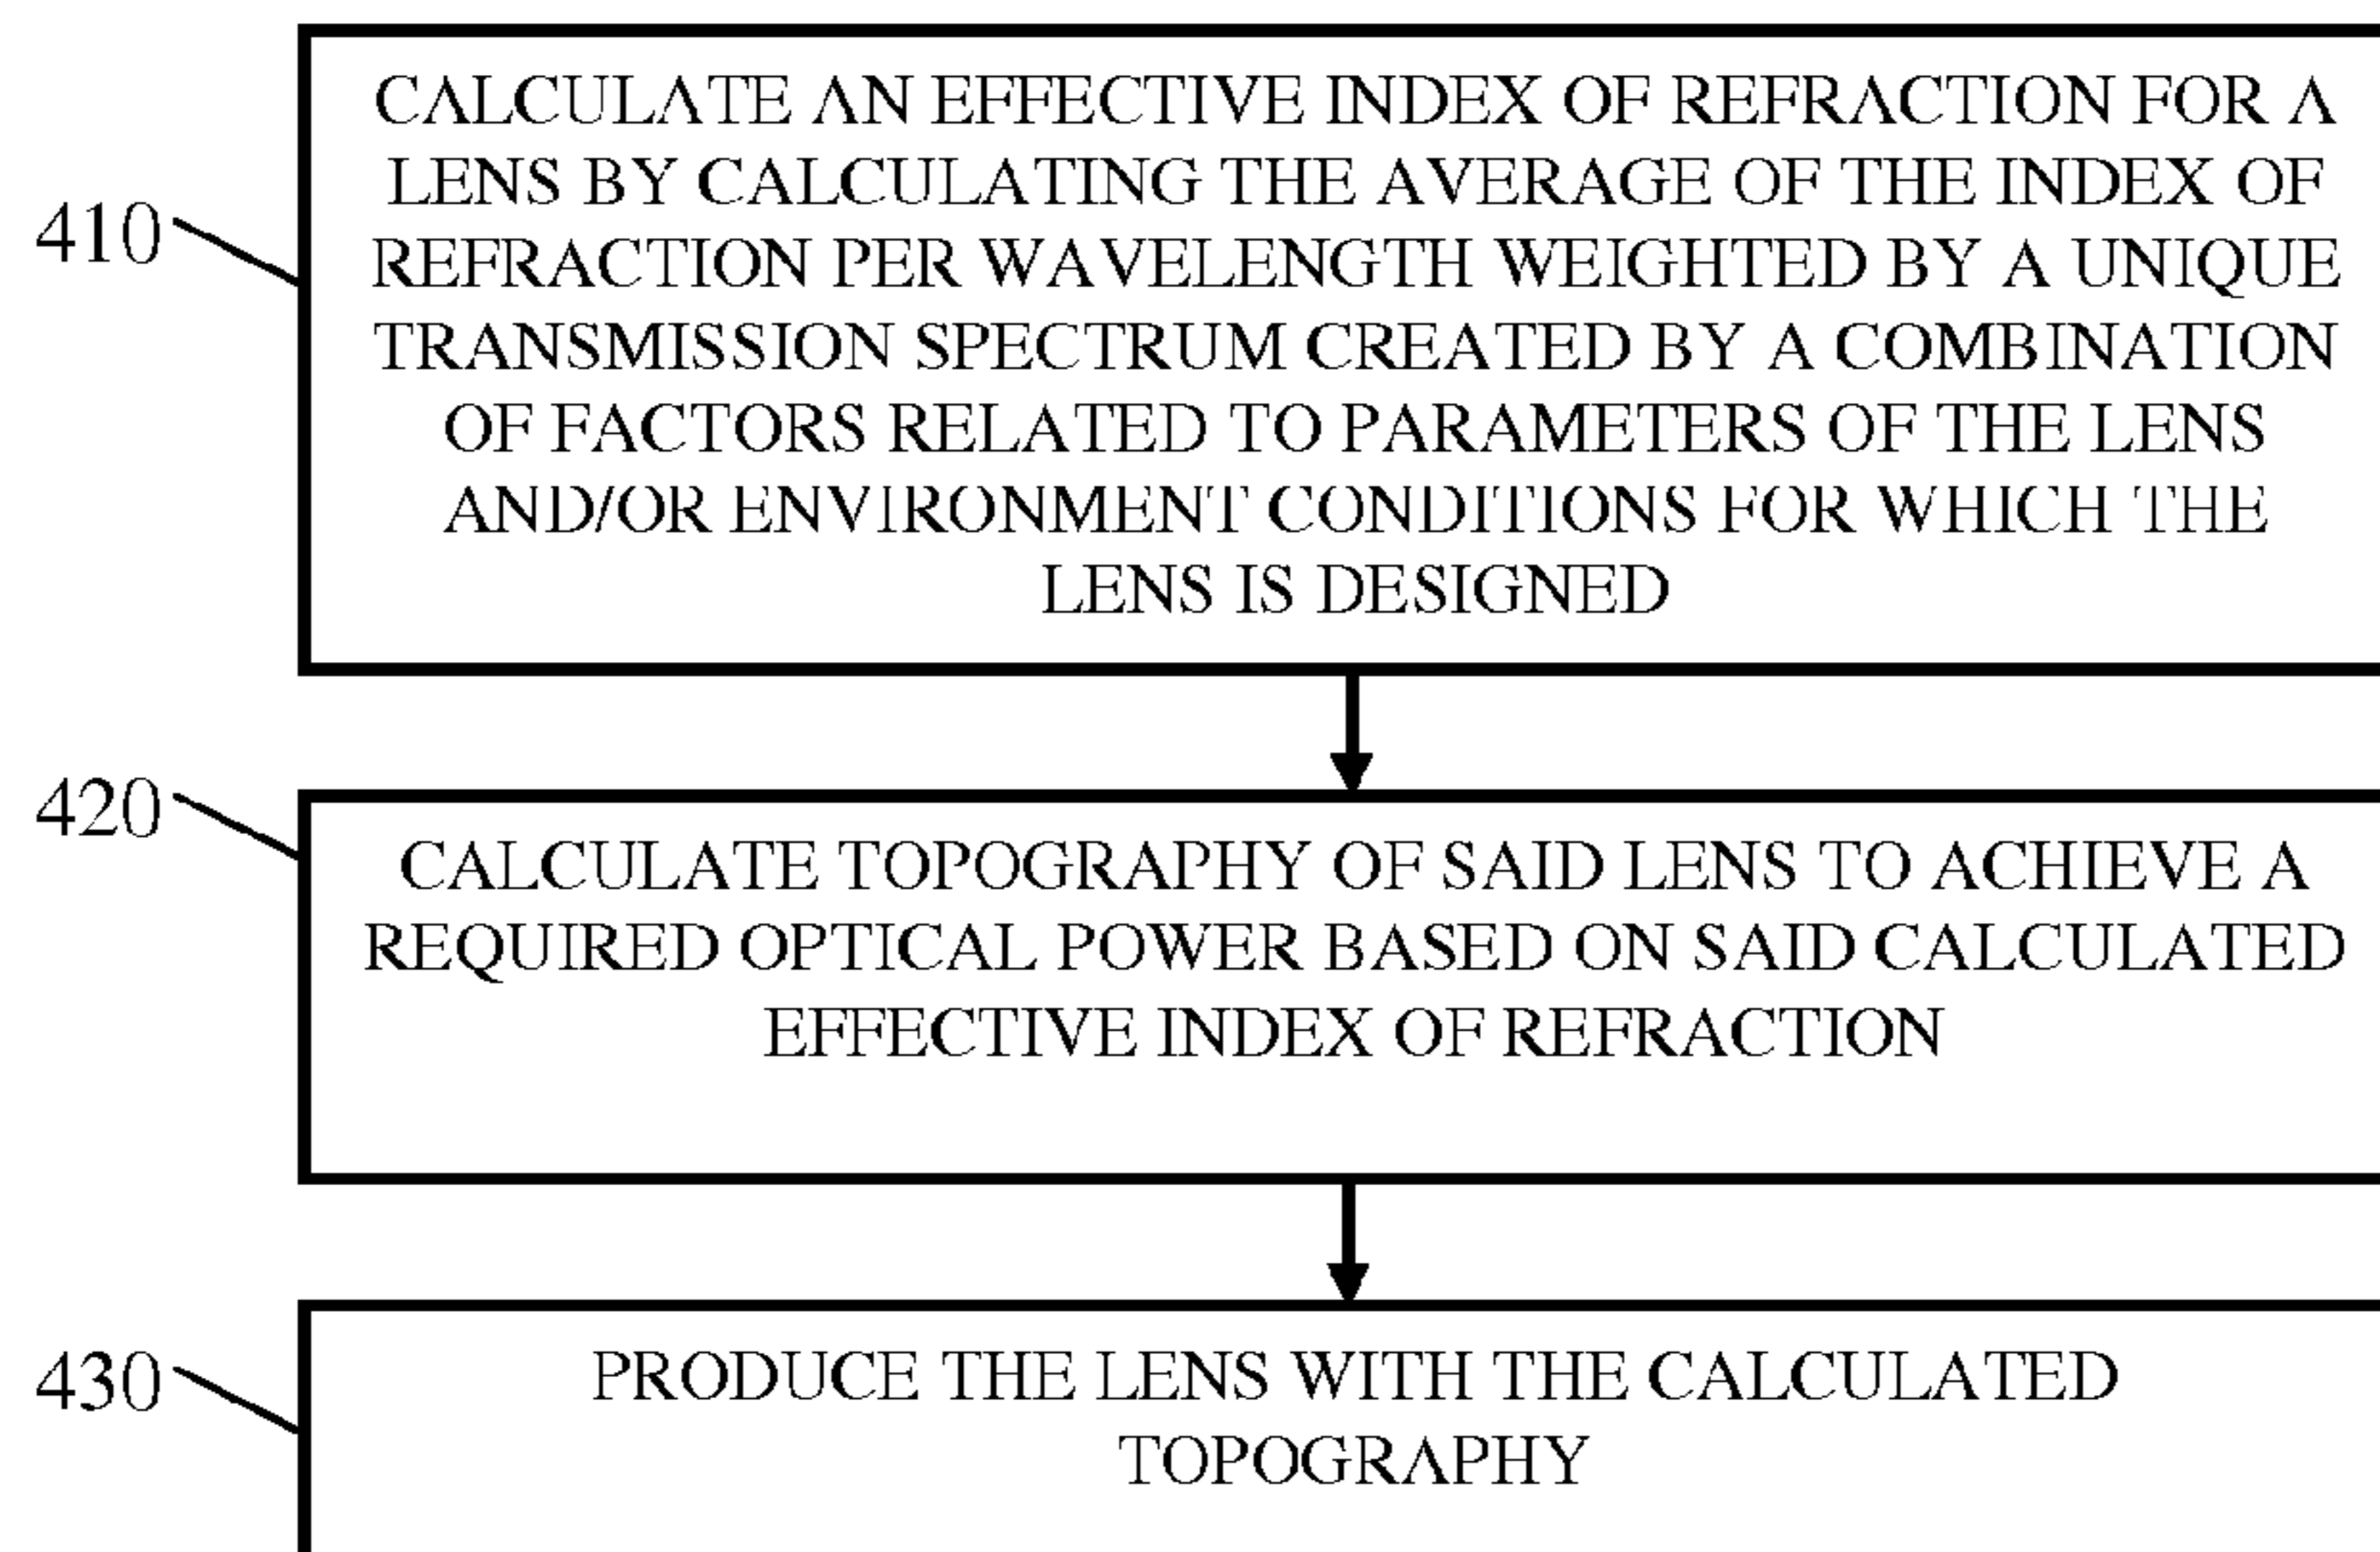 CALCULATE AN EFFECTIVE INDEX OF REFRACTION FOR A
LENS BY CALCULATING THE AVERAGE OF THE INDEX OF
410
REFRACTION PER WAVELENGTH WEIGHTED BY A UNIQUE
TRANSMISSION SPECTRUM CREATED BY A COMBINATION
OF FACTORS RELATED TO PARAMETERS OF THE LENS
AND/OR ENVIRONMENT CONDITIONS FOR WHICH THE
LENS IS DESIGNED
420
CALCULATE TOPOGRAPHY OF SAID LENS TO ACHIEVE A
REQUIRED OPTICAL POWER BASED ON SAID CALCULATED
EFFECTIVE INDEX OF REFRACTION
430
PRODUCE THE LENS WITH THE CALCULATED
TOPOGRAPHY